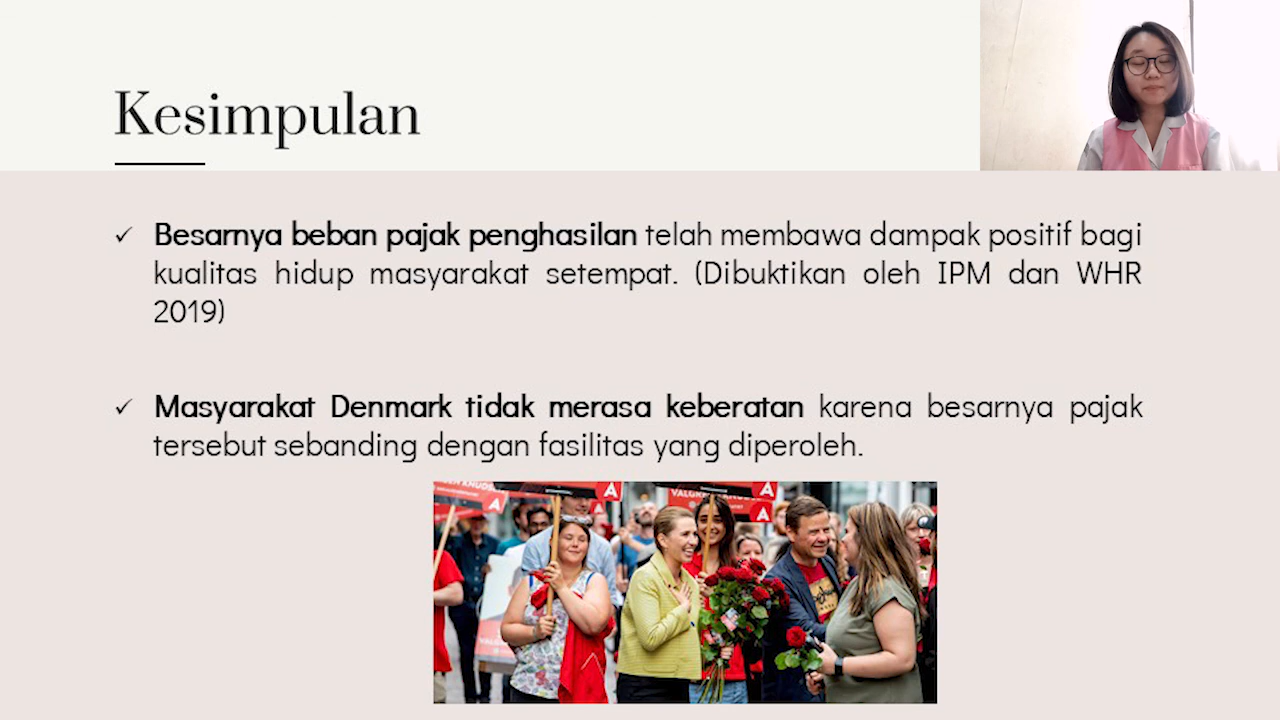 Kesimpulan
✓ Besarnya beban pajak penghasilan telah membawa dampak positif bagi
kualitas hidup masyarakat setempat. (Dibuktikan oleh IPM dan WHR
2019)
✓ Masyarakat Denmark tidak merasa keberatan karena besarnya pajak
tersebut sebanding dengan fasilitas yang diperoleh.
A
A
A
A